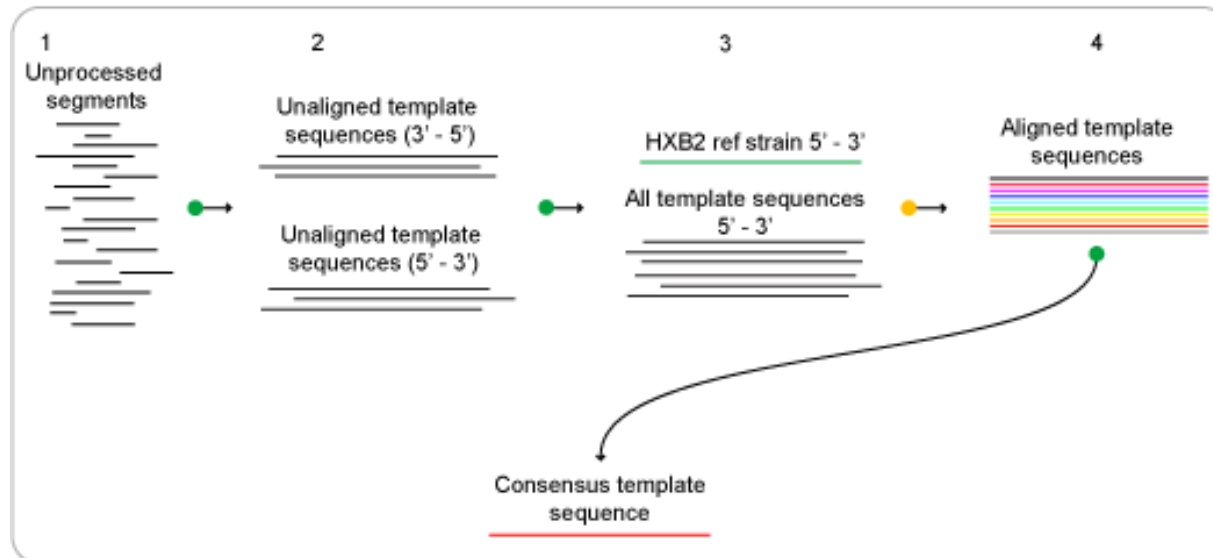 1
Unprocessed
segments
2
Unaligned template
sequences (3' - 5')
Unaligned template
sequences (5' - 3')
3
HXB2 ref strain 5' - 3'
All template sequences
5' - 3'
4
Aligned template
sequences
Consensus template
sequence